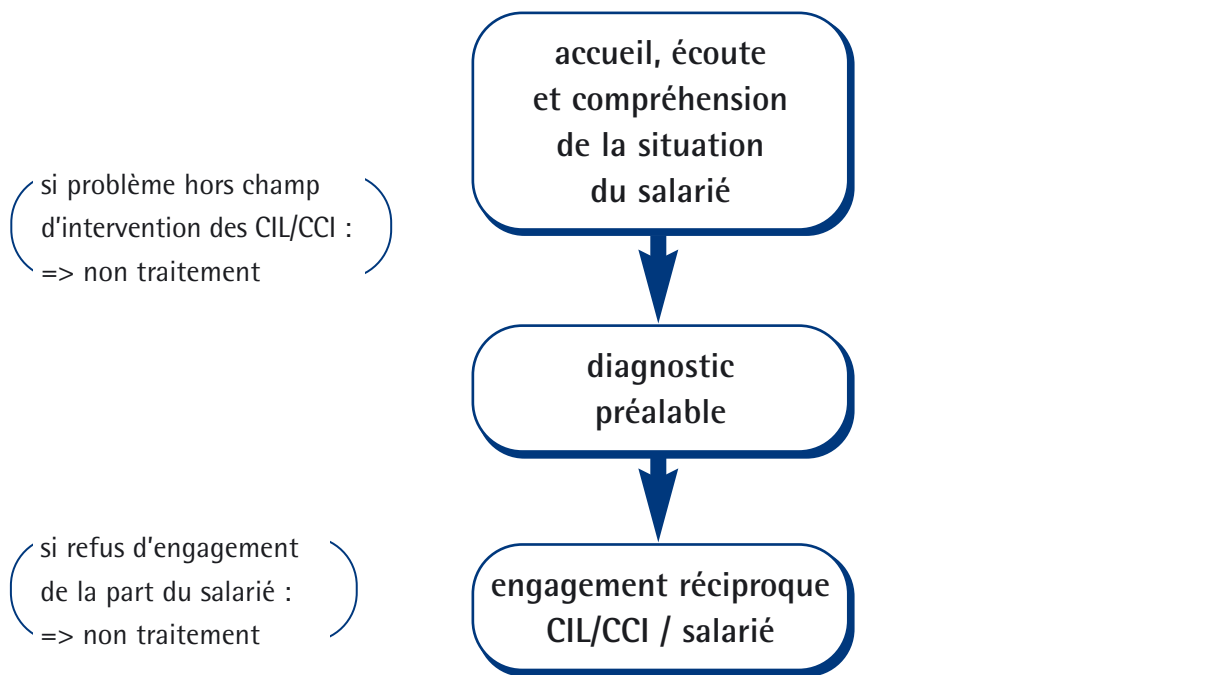 accueil, écoute
et compréhension
de la situation
du salarié
si problème hors champ
d'intervention des CIL/CCI :
=> non traitement
diagnostic
préalable
si refus d'engagement
de la part du salarié :
=> non traitement
engagement réciproque
CIL/CCI / salarié